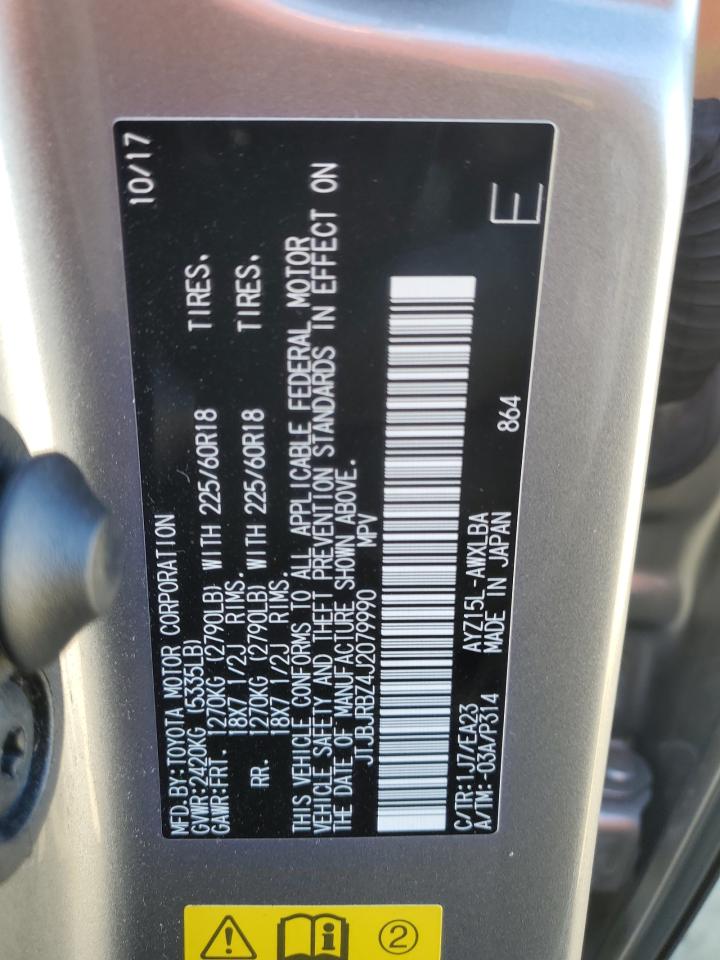 MFD.BY:TOYOTA MOTOR CORPORATION 10/17
GVWR:2420KG (5335LB)
GAWR:FRT. 1270KG (2790LB) WITH 225/60R18 TIRES.
18X7 1/2J RIMS.
RR. 1270KG (2790LB) WITH 225/60R18 TIRES.
18X7 1/2J RIMS.
THIS VEHICLE CONFORMS TO ALL APPLICABLE FEDERAL MOTOR
VEHICLE SAFETY AND THEFT PREVENTION STANDARDS IN EFFECT ON
THE DATE OF MANUFACTURE SHOWN ABOVE.
JTJBJRBZ4J2079990 MPV
C/TR:1J7/EA23 AYZ15L-AWXLBA
A/TM:-03A/P314 MADE IN JAPAN 864
E
2